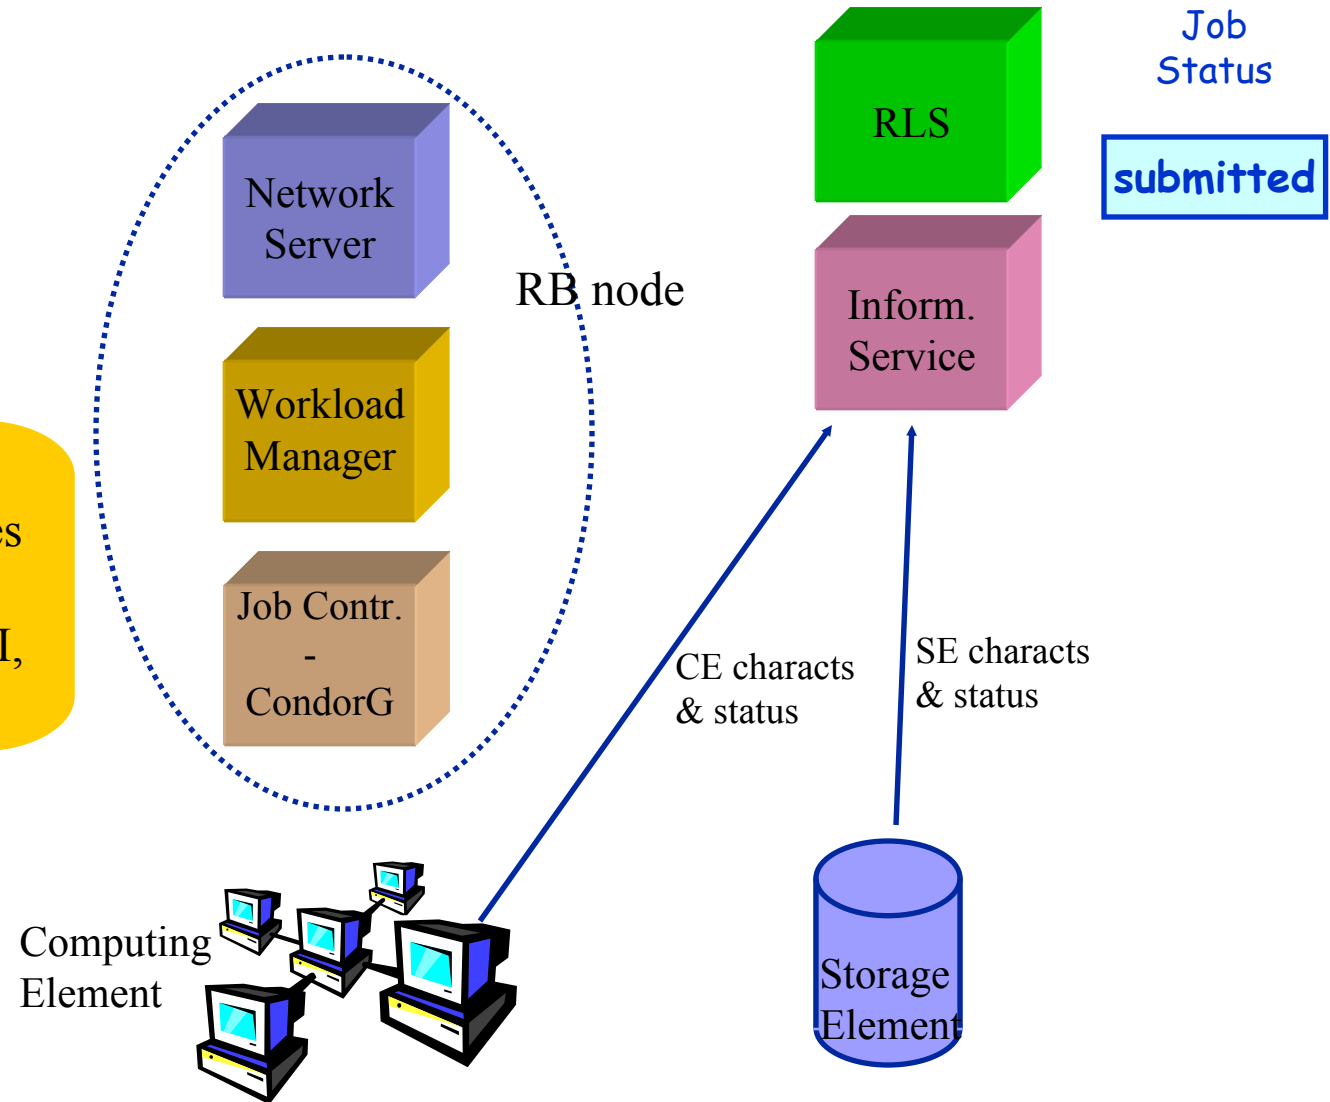 Job
Status
submitted
RLS
Network
Server
RB node
Inform.
Service
Workload
Manager
es
I,
Job Contr.
-
CondorG
CE characts
& status
SE characts
& status
Computing
Element
Storage
Element